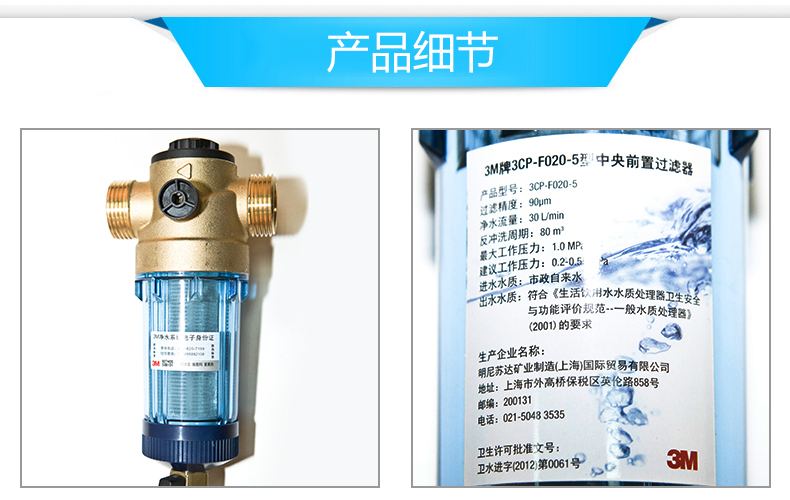 产品细节
3M
3M牌3CP-F020-5型中央前置过滤器
产品型号：3CP-F020-5
过滤精度：90μm
净水流量：30 L/min
反冲洗周期：80 m³
最大工作压力：1.0 MPa
建议工作压力：0.2-0.5 Pa
进水水质：市政自来水
出水水质：符合《生活饮用水水质处理器卫生安全
与功能评价规范--一般水质处理器》
(2001) 的要求
生产企业名称：
明尼苏达矿业制造(上海)国际贸易有限公司
地址：上海市外高桥保税区英伦路858号
邮编：200131
电话：021-5048 3535
卫生许可批准文号：
卫水进字(2012)第0061号
3M